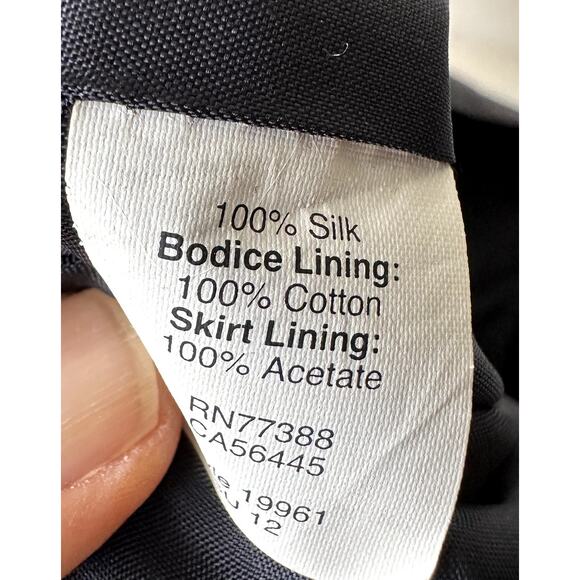 100% Silk
Bodice Lining:
100% Cotton
Skirt Lining:
100% Acetate
RN77388
CA56445
19961
12